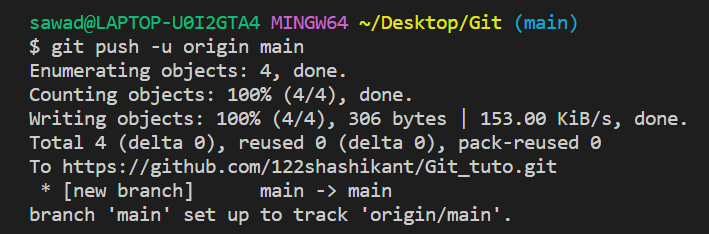 sawad@LAPTOP-U0I2GTA4 MINGW64 ~/Desktop/Git (main)
$ git push -u origin main
Enumerating objects: 4, done.
Counting objects: 100% (4/4), done.
Writing objects: 100% (4/4), 306 bytes | 153.00 KiB/s, done.
Total 4 (delta 0), reused 0 (delta 0), pack-reused 0
To https://github.com/122shashikant/Git_tuto.git
 * [new branch]      main -> main
branch 'main' set up to track 'origin/main'.